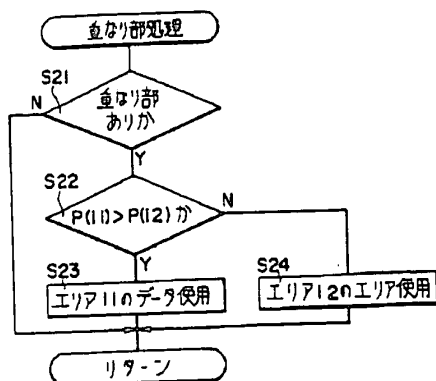 重なり部処理
S21
重なり部
ありか
N
Y
S22
P(11)>P(12)か
N
Y
S23
エリア11のデータ使用
S24
エリア12のエリア使用
リターン